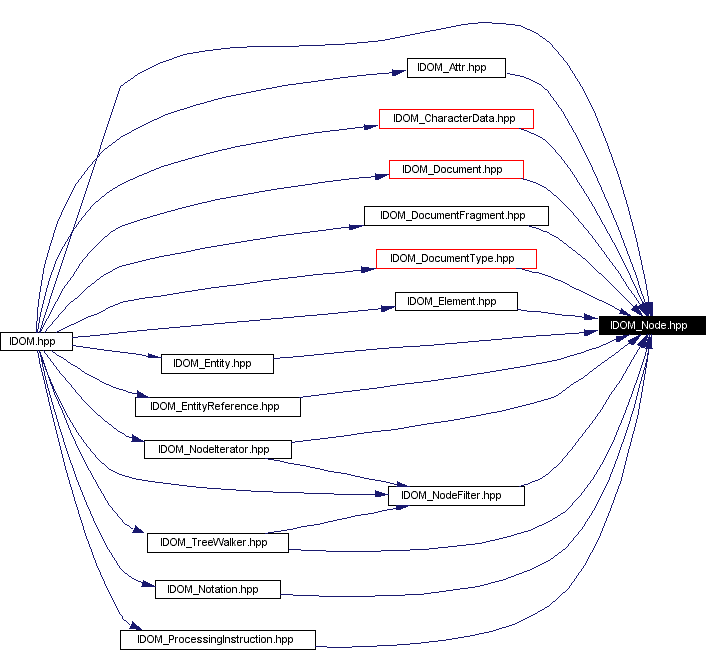 IDOM_Attr.hpp
IDOM_CharacterData.hpp
IDOM_Document.hpp
IDOM_DocumentFragment.hpp
IDOM_DocumentType.hpp
IDOM_Element.hpp
IDOM_Node.hpp
IDOM.hpp
IDOM_Entity.hpp
IDOM_EntityReference.hpp
IDOM_NodeIterator.hpp
IDOM_NodeFilter.hpp
IDOM_TreeWalker.hpp
IDOM_Notation.hpp
IDOM_ProcessingInstruction.hpp